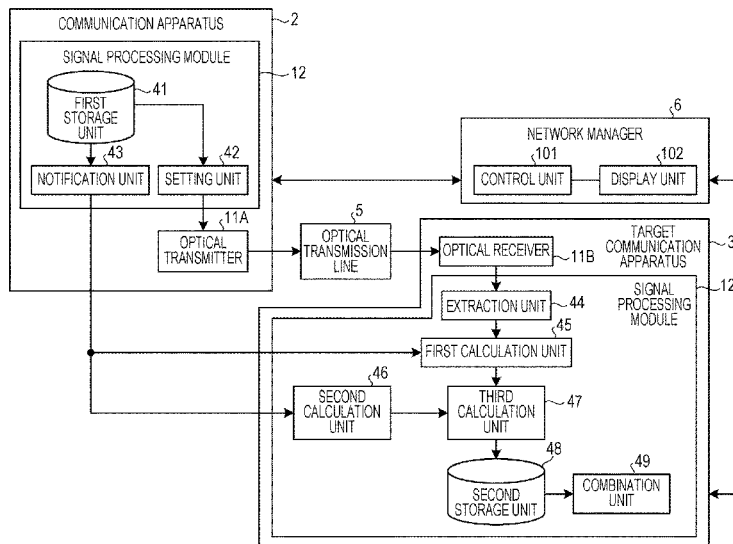 COMMUNICATION APPARATUS
2
SIGNAL PROCESSING MODULE
12
41
FIRST
STORAGE
UNIT
43
42
NOTIFICATION UNIT
SETTING UNIT
11A
OPTICAL
TRANSMITTER
5
OPTICAL
TRANSMISSION
LINE
6
NETWORK MANAGER
101
102
CONTROL UNIT
DISPLAY UNIT
TARGET
COMMUNICATION
APPARATUS
3
OPTICAL RECEIVER
11B
SIGNAL
PROCESSING
MODULE
12
EXTRACTION UNIT
44
45
FIRST CALCULATION UNIT
46
SECOND
CALCULATION
UNIT
THIRD
CALCULATION
UNIT
47
48
SECOND
STORAGE UNIT
49
COMBINATION
UNIT